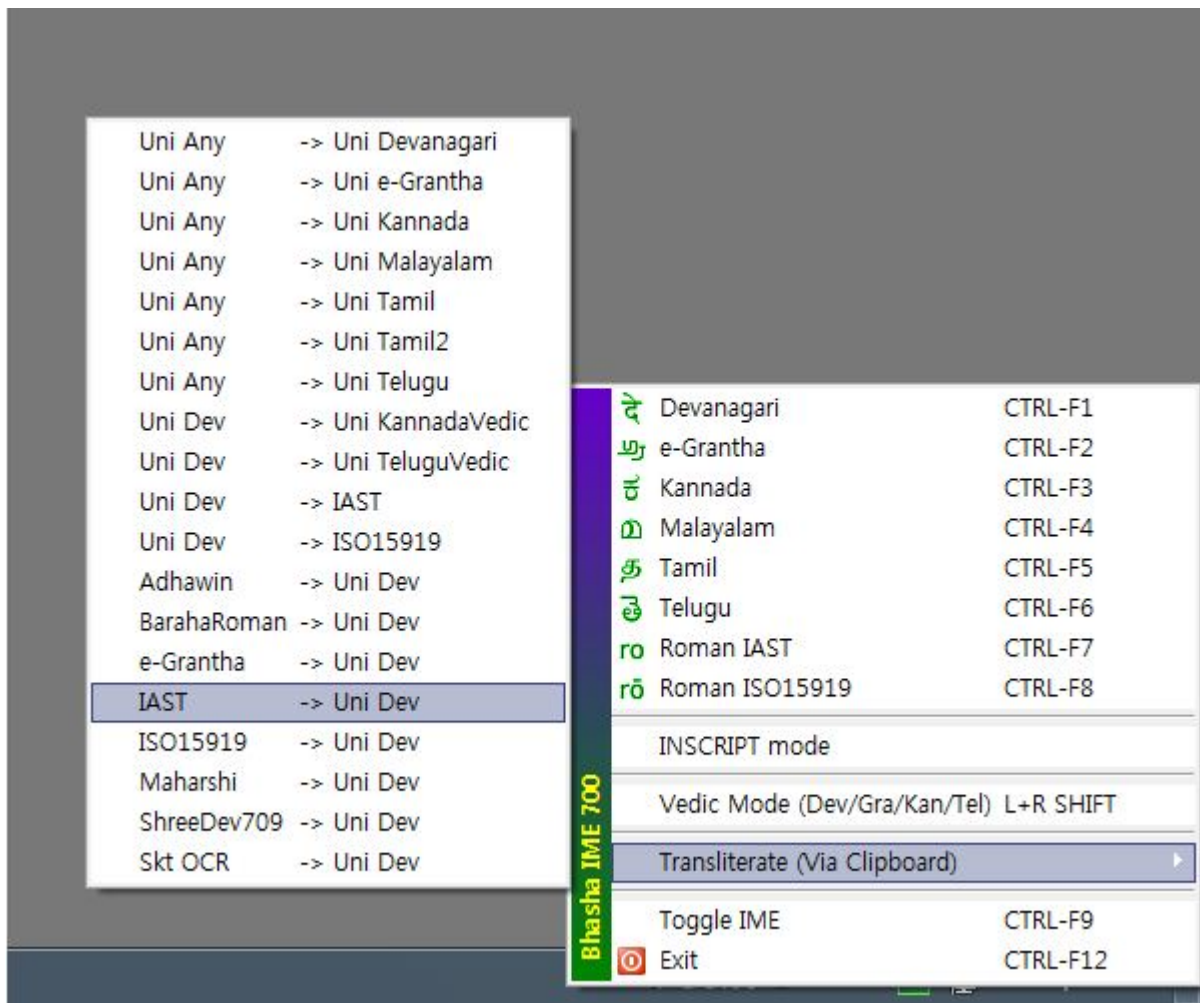 Uni Any -> Uni Devanagari
Uni Any -> Uni e-Grantha
Uni Any -> Uni Kannada
Uni Any -> Uni Malayalam
Uni Any -> Uni Tamil
Uni Any -> Uni Tamil2
Uni Any -> Uni Telugu
Uni Dev -> Uni KannadaVedic
Uni Dev -> Uni TeluguVedic
Uni Dev -> IAST
Uni Dev -> ISO15919
Adhawin -> Uni Dev
BarahaRoman -> Uni Dev
e-Grantha -> Uni Dev
IAST -> Uni Dev
ISO15919 -> Uni Dev
Maharshi -> Uni Dev
ShreeDev709 -> Uni Dev
Skt OCR -> Uni Dev
Bhasha IME 700
दे Devanagari CTRL-F1
e-Grantha CTRL-F2
ಕ Kannada CTRL-F3
മ Malayalam CTRL-F4
த Tamil CTRL-F5
తె Telugu CTRL-F6
ro Roman IAST CTRL-F7
rō Roman ISO15919 CTRL-F8
INSCRIPT mode
Vedic Mode (Dev/Gra/Kan/Tel) L+R SHIFT
Transliterate (Via Clipboard)
Toggle IME CTRL-F9
Exit CTRL-F12